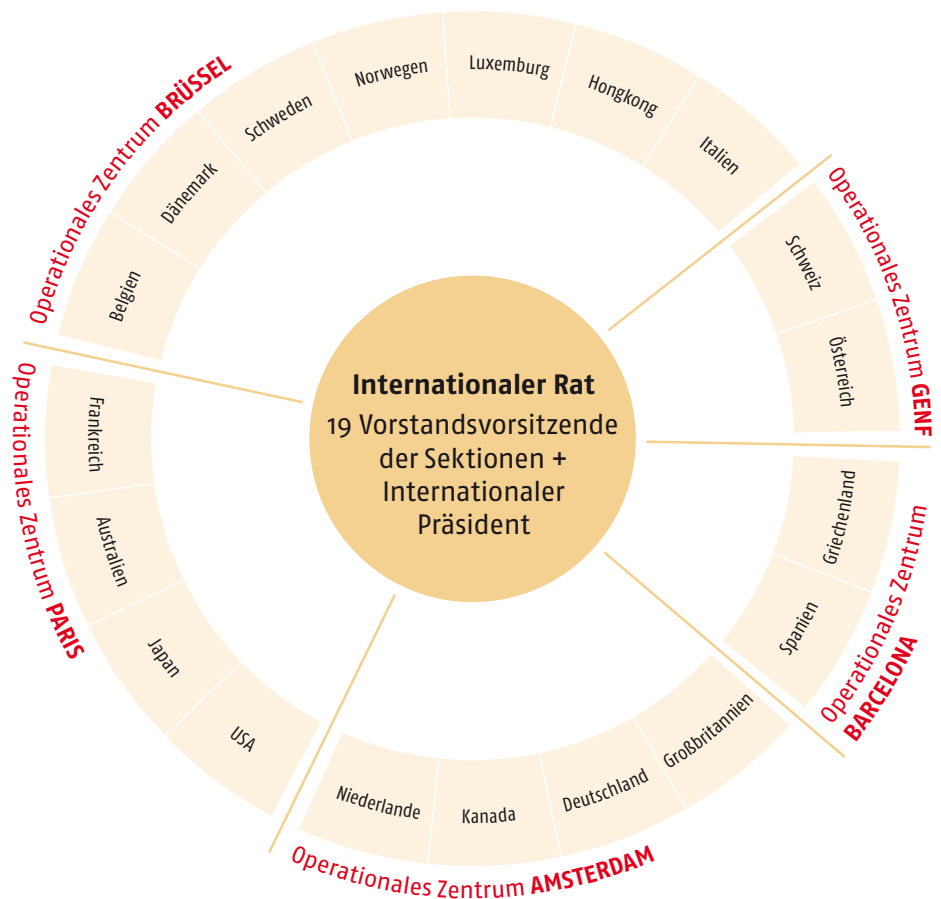 Operationales Zentrum BRÜSSEL
Belgien
Dänemark
Schweden
Norwegen
Luxemburg
Hongkong
Italien
Operationales Zentrum GENF
Schweiz
Österreich
Operationales Zentrum
BARCELONA
Griechenland
Spanien
Operationales Zentrum AMSTERDAM
Niederlande
Kanada
Deutschland
Großbritannien
Operationales Zentrum PARIS
Frankreich
Australien
Japan
USA
Internationaler Rat
19 Vorstandsvorsitzende
der Sektionen +
Internationaler
Präsident